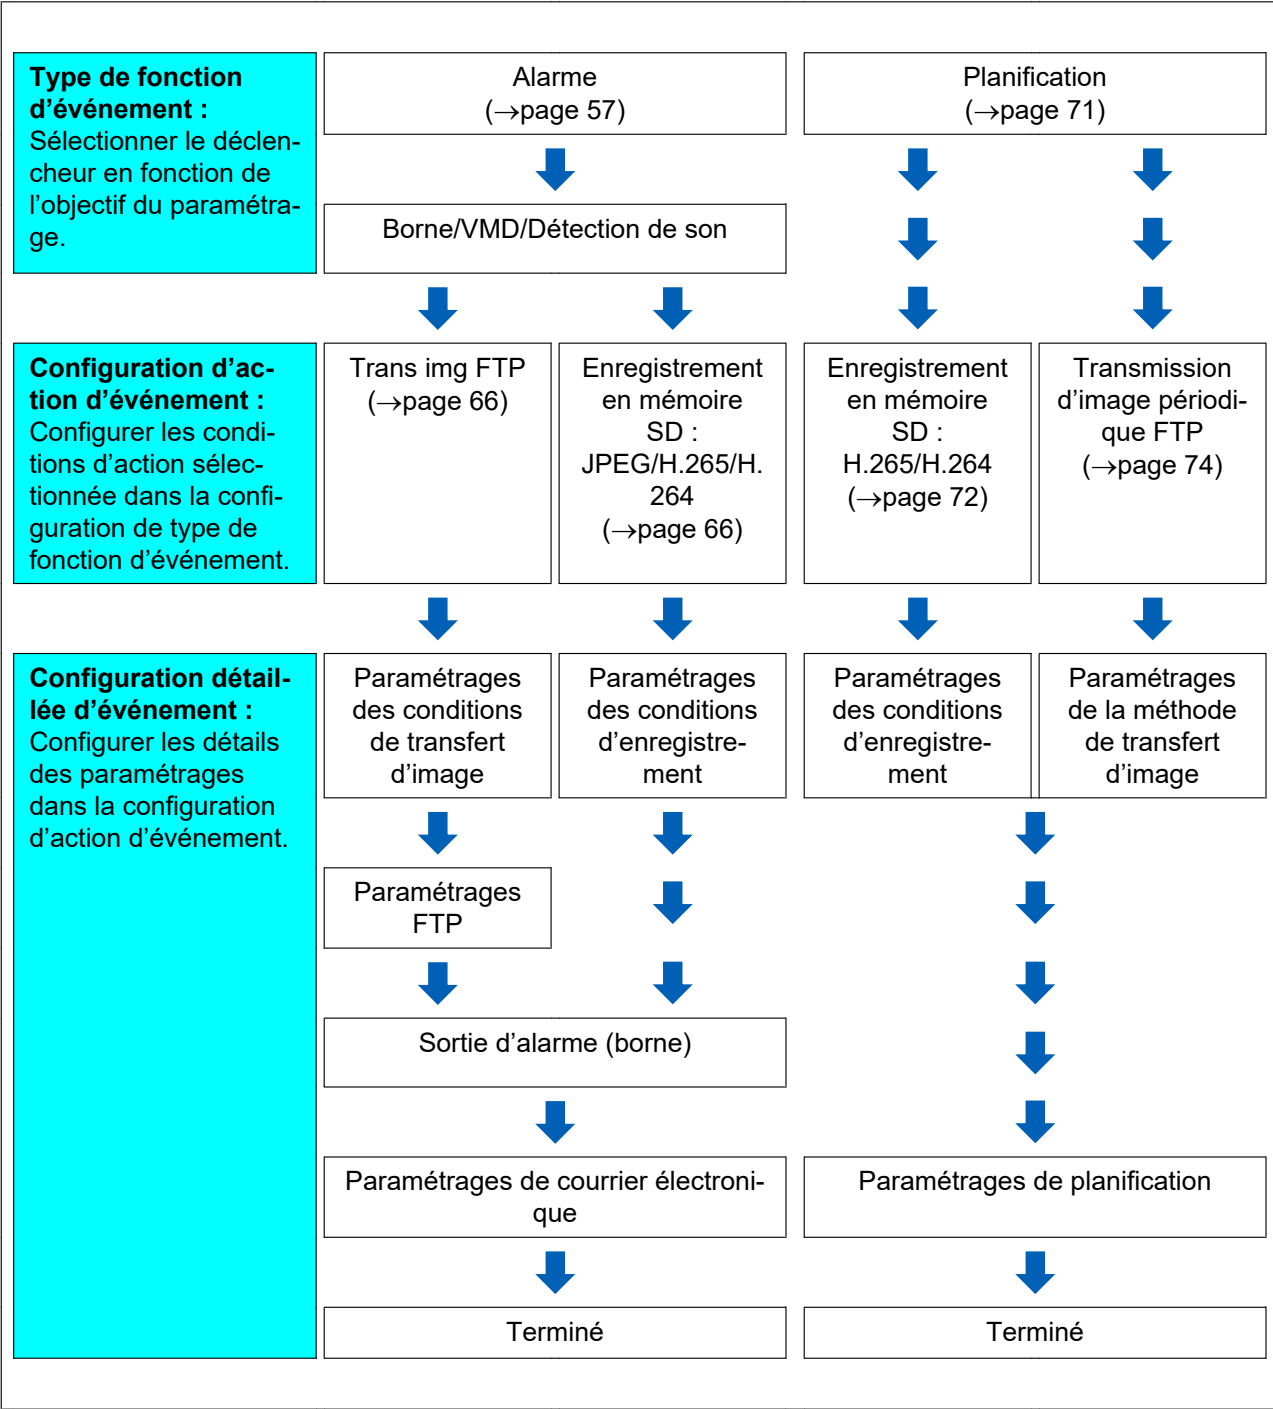 Type de fonction
d’événement :
Sélectionner le déclen-
cheur en fonction de
l’objectif du paramétra-
ge.
Alarme
(→page 57)
Planification
(→page 71)
Borne/VMD/Détection de son
Configuration d’ac-
tion d’événement :
Configurer les condi-
tions d’action sélec-
tionnée dans la confi-
guration de type de
fonction d’événement.
Trans img FTP
(→page 66)
Enregistrement
en mémoire
SD :
JPEG/H.265/H.
264
(→page 66)
Enregistrement
en mémoire
SD :
H.265/H.264
(→page 72)
Transmission
d’image périodi-
que FTP
(→page 74)
Configuration détail-
lée d’événement :
Configurer les détails
des paramétrages
dans la configuration
d’action d’événement.
Paramétrages
des conditions
de transfert
d’image
Paramétrages
des conditions
d’enregistre-
ment
Paramétrages
des conditions
d’enregistre-
ment
Paramétrages
de la méthode
de transfert
d’image
Paramétrages
FTP
Sortie d’alarme (borne)
Paramétrages de courrier électroni-
que
Paramétrages de planification
Terminé
Terminé